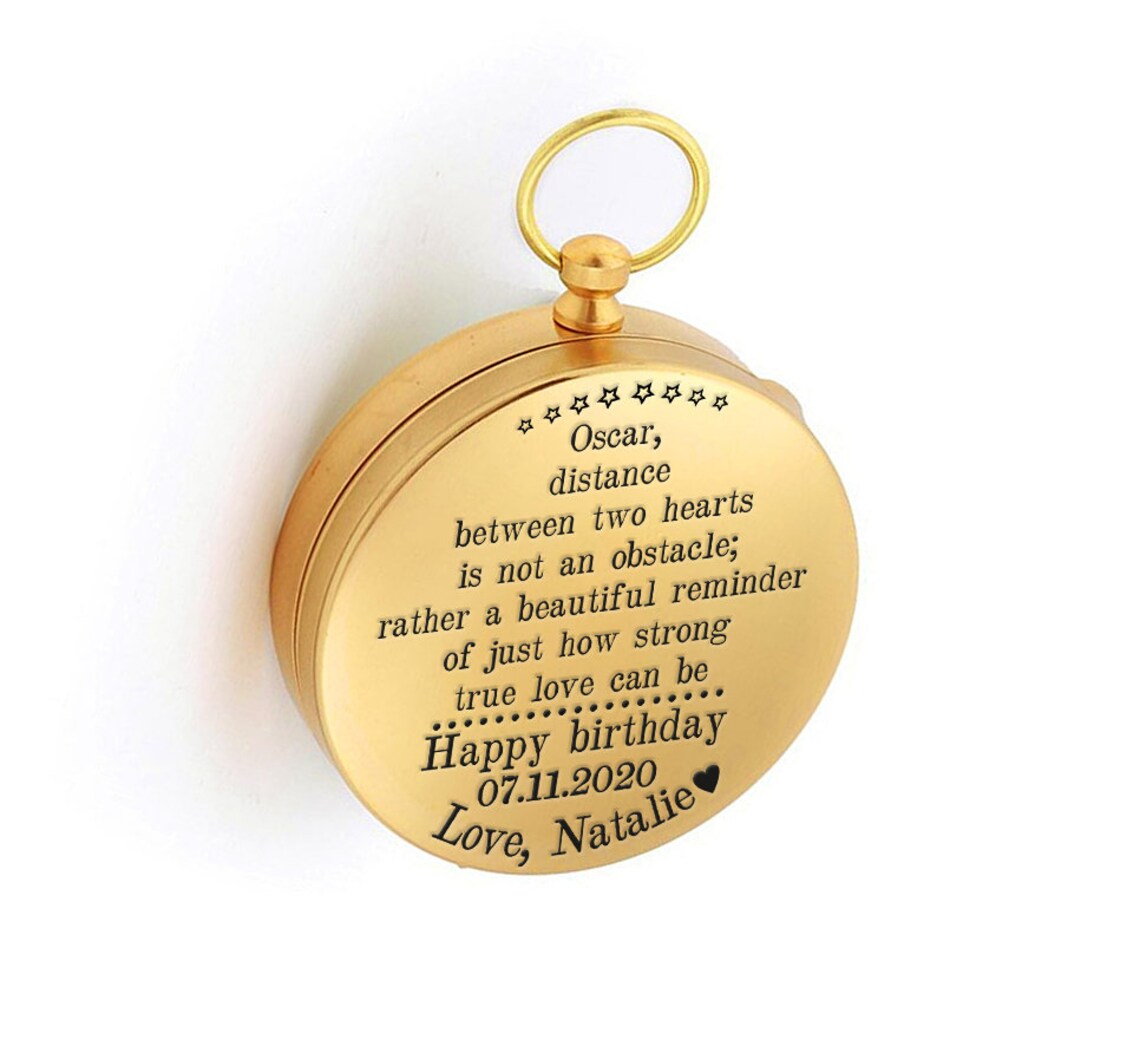 Oscar,
distance
between two hearts
is not an obstacle;
rather a beautiful reminder
of just how strong
true love can be
Happy birthday
07.11.2020
Love, Natalie